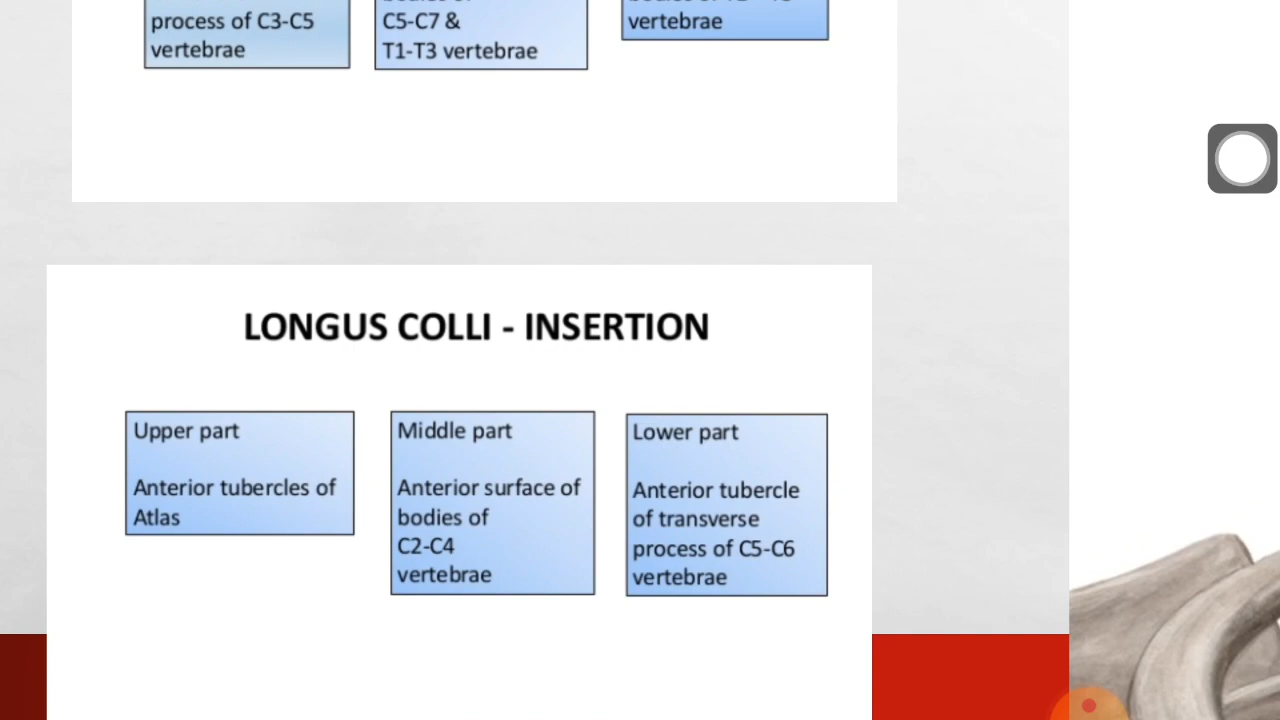 process of C3-C5
vertebrae
bodies of
C5-C7 &
T1-T3 vertebrae
vertebrae
LONGUS COLLI - INSERTION
Upper part
Anterior tubercles of
Atlas
Middle part
Anterior surface of
bodies of
C2-C4
vertebrae
Lower part
Anterior tubercle
of transverse
process of C5-C6
vertebrae